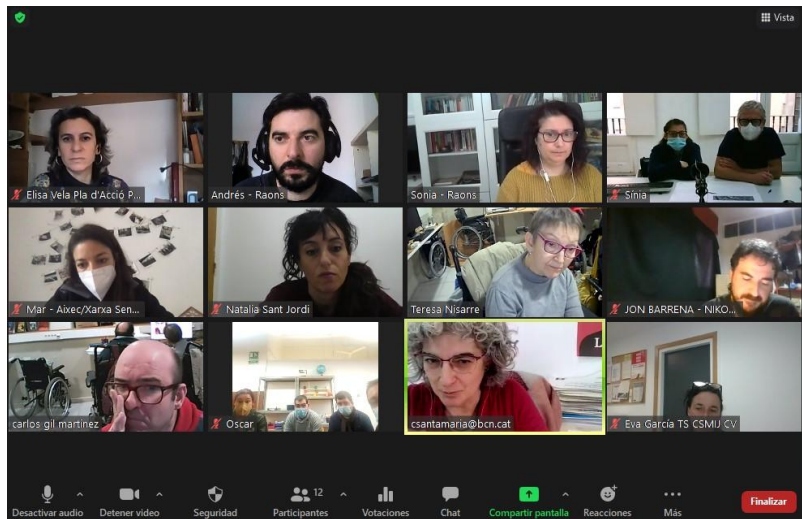 Vista
Elisa Vela Pla d'Acció P...
Andrés - Raons
Sonia - Raons
Sínia
Mar - Aixec/Xarxa Sen...
Natalia Sant Jordi
Teresa Nisarre
JON BARRENA - NIKO...
carlos gil martinez
Oscar
csantamaria@bcn.cat
Eva García TS CSMIJ CV
12
Desactivar audio
Detener video
Seguridad
Participantes
Votaciones
Chat
Compartir pantalla
Reacciones
Más
Finalizar